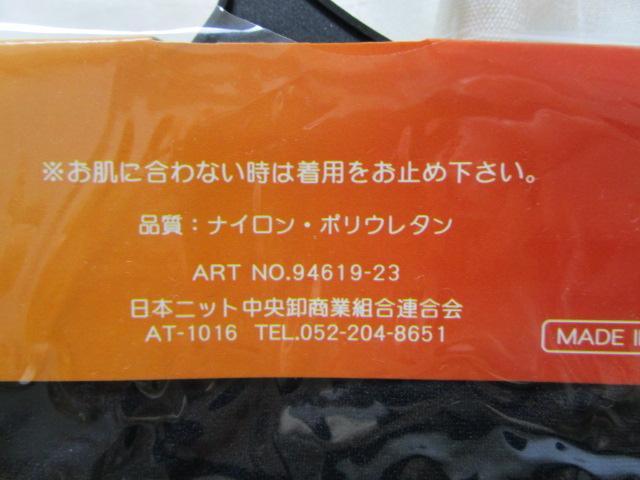 ※お肌に合わない時は着用をお止め下さい。
品質：ナイロン・ポリウレタン
ART NO.94619-23
日本ニット中央卸商業組合連合会
AT-1016 TEL.052-204-8651
MADE